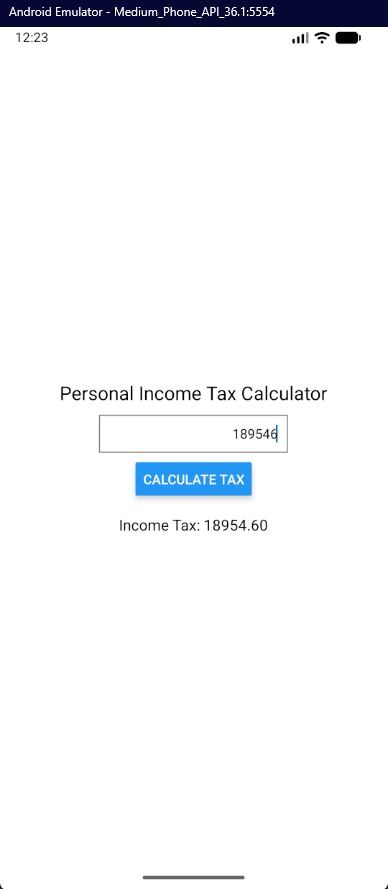 Android Emulator - Medium_Phone_API_36.1:5554
12:23
Personal Income Tax Calculator
189546
CALCULATE TAX
Income Tax: 18954.60